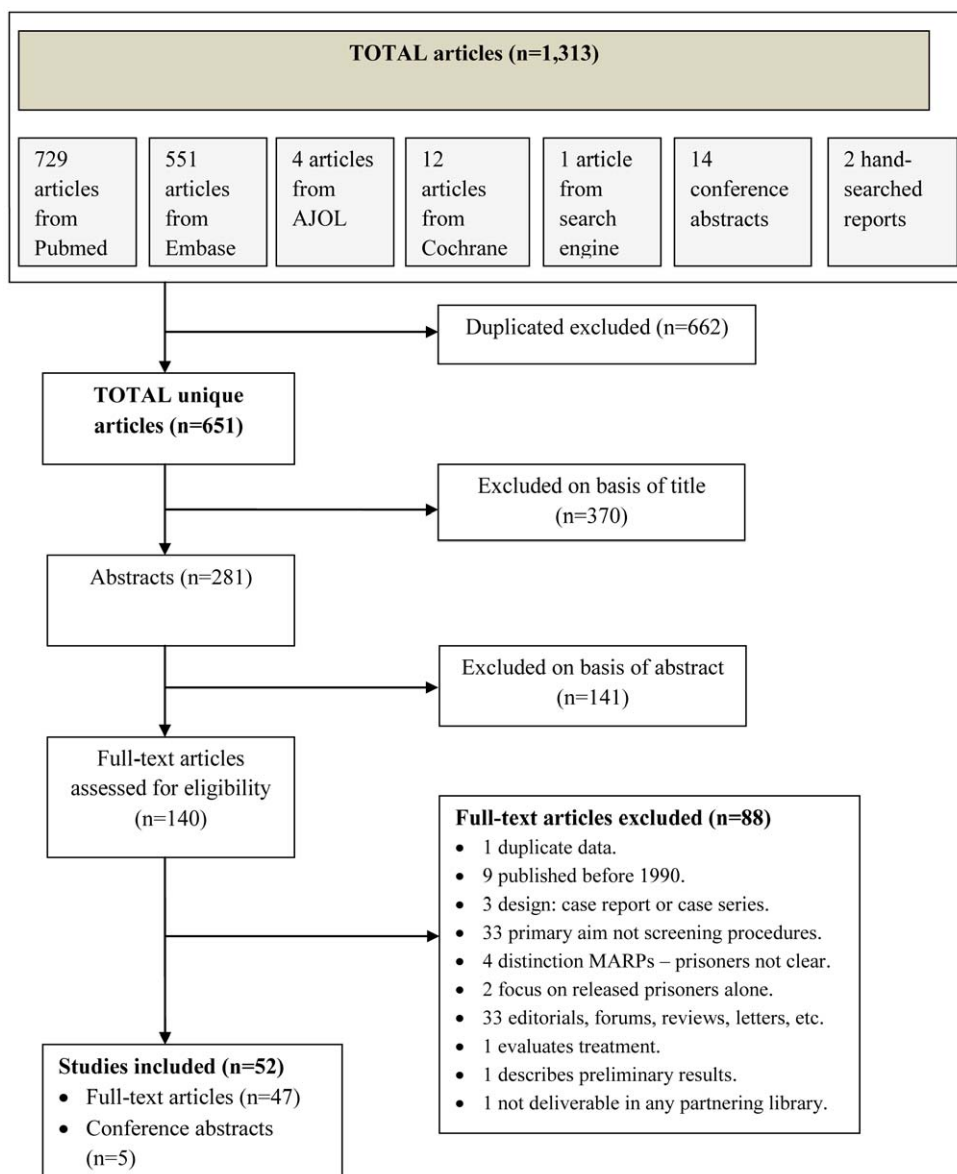 TOTAL articles (n=1,313)
729
articles
from
Pubmed
551
articles
from
Embase
4 articles
from
AJOL
12
articles
from
Cochrane
1 article
from
search
engine
14
conference
abstracts
2 hand-
searched
reports
Duplicated excluded (n=662)
TOTAL unique
articles (n=651)
Excluded on basis of title
(n=370)
Abstracts (n=281)
Excluded on basis of abstract
(n=141)
Full-text articles
assessed for eligibility
(n=140)
Full-text articles excluded (n=88)
• 1 duplicate data.
• 9 published before 1990.
• 3 design: case report or case series.
• 33 primary aim not screening procedures.
• 4 distinction MARPs – prisoners not clear.
• 2 focus on released prisoners alone.
• 33 editorials, forums, reviews, letters, etc.
• 1 evaluates treatment.
• 1 describes preliminary results.
• 1 not deliverable in any partnering library.
Studies included (n=52)
• Full-text articles (n=47)
• Conference abstracts
(n=5)